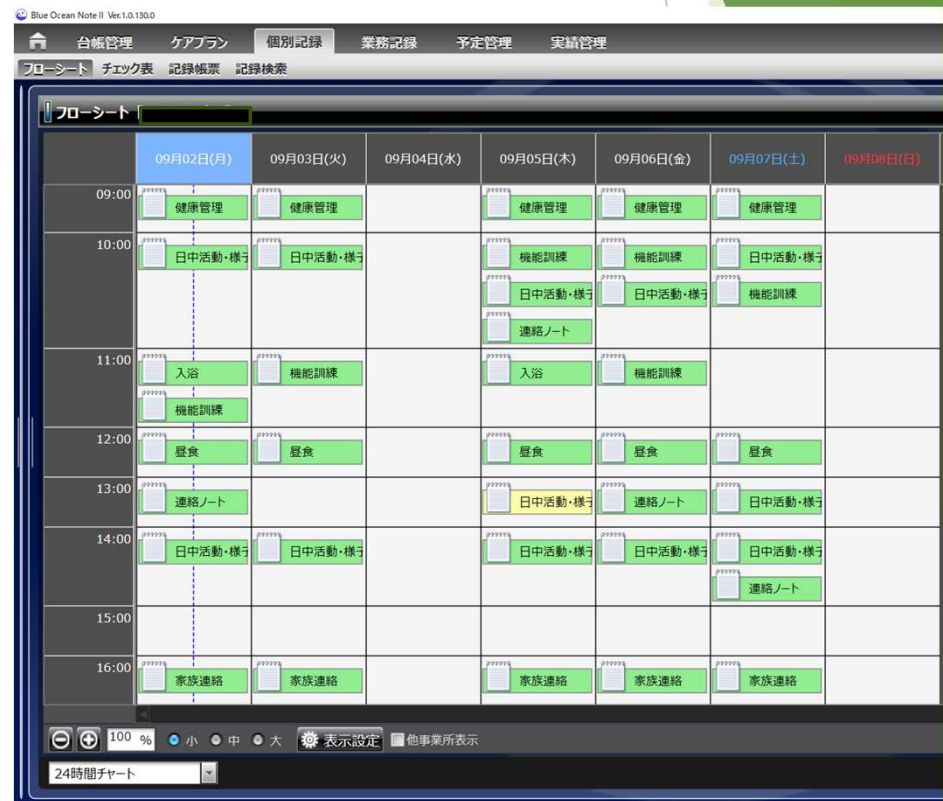 Blue Ocean Note II Ver.1.0.130.0
台帳管理 ケアプラン 個別記録 業務記録 予定管理 実績管理
フローシート チェック表 記録帳票 記録検索
フローシート
09月02日(月) 09月03日(火) 09月04日(水) 09月05日(木) 09月06日(金) 09月07日(土) 09月08日(日)
09:00 健康管理 健康管理 健康管理 健康管理 健康管理
10:00 日中活動・様子 日中活動・様子 機能訓練 機能訓練 日中活動・様子
日中活動・様子 日中活動・様子 機能訓練
連絡ノート
11:00 入浴 機能訓練 入浴 機能訓練
機能訓練
12:00 昼食 昼食 昼食 昼食 昼食
13:00 連絡ノート 日中活動・様子 連絡ノート 日中活動・様子
14:00 日中活動・様子 日中活動・様子 日中活動・様子 日中活動・様子 日中活動・様子
連絡ノート
15:00
16:00 家族連絡 家族連絡 家族連絡 家族連絡 家族連絡
100 % 小 中 大 表示設定 他事業所表示
24時間チャート